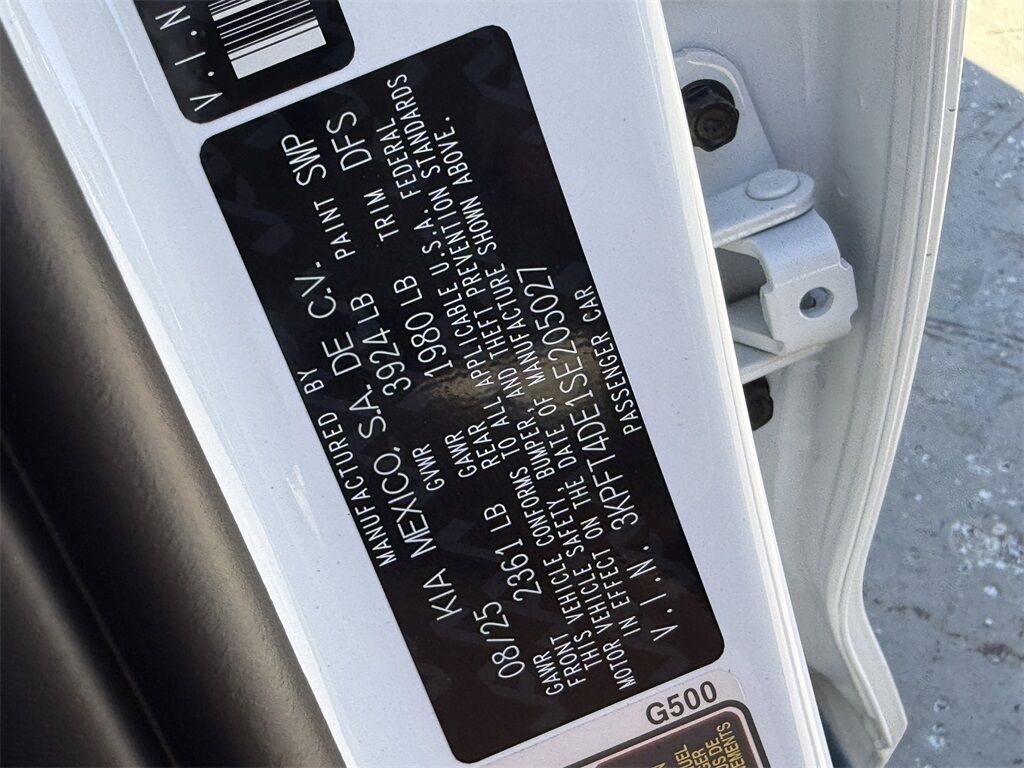 V.I.N
MANUFACTURED BY
KIA MEXICO, S.A. DE C.V.
08/25 GVWR 3924 LB PAINT SWP
GAWR FRONT 2361 LB GAWR REAR 1980 LB TRIM DFS
THIS VEHICLE CONFORMS TO ALL APPLICABLE U.S.A. FEDERAL
MOTOR VEHICLE SAFETY, BUMPER, AND THEFT PREVENTION STANDARDS
IN EFFECT ON THE DATE OF MANUFACTURE SHOWN ABOVE.
V.I.N. 3KPFT4DE1SE205027
PASSENGER CAR
G500